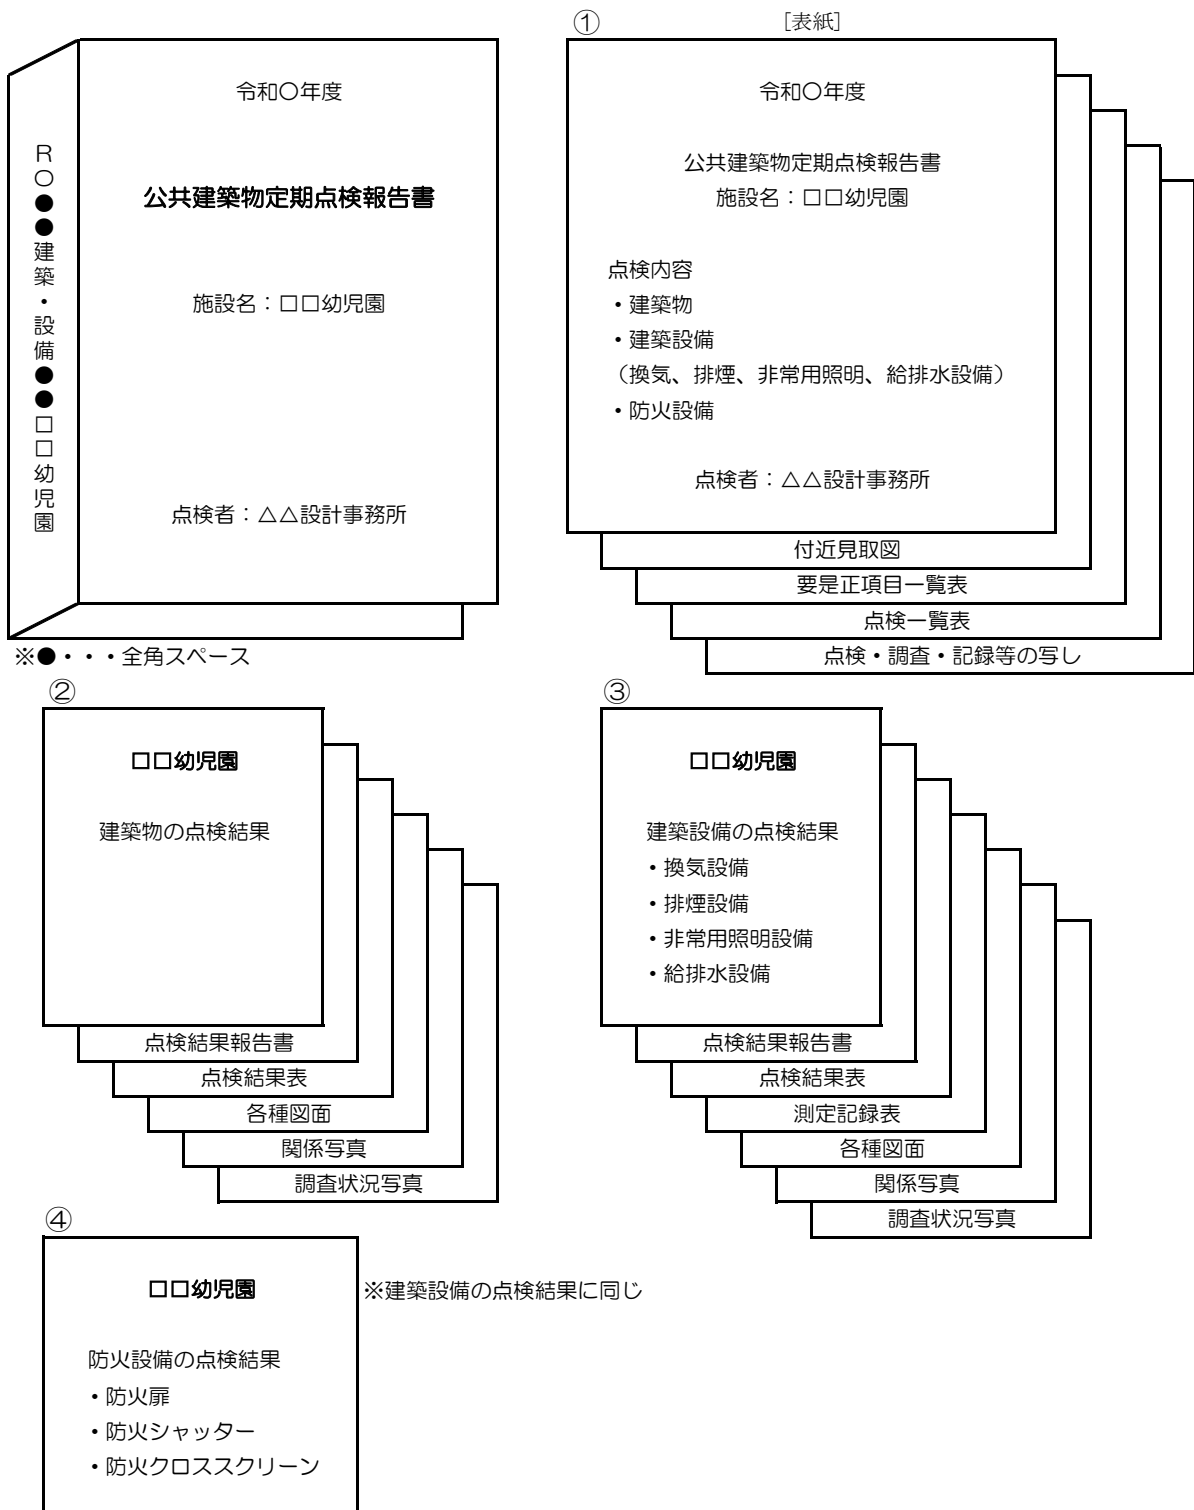 令和〇年度
公共建築物定期点検報告書
施設名：□□幼児園
点検者：△△設計事務所
R〇●●建築・設備●●□□幼児園
※●・・・全角スペース
① [表紙]
令和〇年度
公共建築物定期点検報告書
施設名：□□幼児園
点検内容
・建築物
・建築設備
（換気、排煙、非常用照明、給排水設備）
・防火設備
点検者：△△設計事務所
付近見取図
要是正項目一覧表
点検一覧表
点検・調査・記録等の写し
②
□□幼児園
建築物の点検結果
点検結果報告書
点検結果表
各種図面
関係写真
調査状況写真
③
□□幼児園
建築設備の点検結果
・換気設備
・排煙設備
・非常用照明設備
・給排水設備
点検結果報告書
点検結果表
測定記録表
各種図面
関係写真
調査状況写真
④
□□幼児園
※建築設備の点検結果に同じ
防火設備の点検結果
・防火扉
・防火シャッター
・防火クロススクリーン